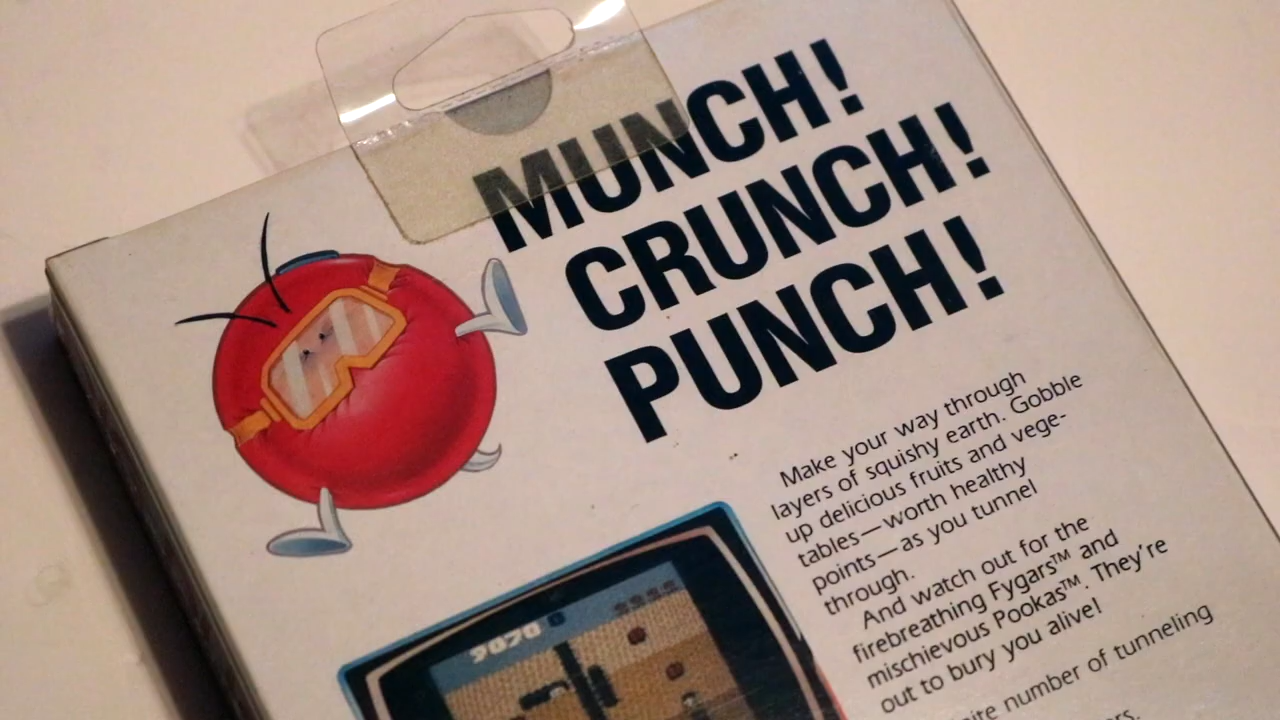 MUNCH!
CRUNCH!
PUNCH!
Make your way through
layers of squishy earth. Gobble
up delicious fruits and vege-
tables—worth healthy
points—as you tunnel
through.
And watch out for the
firebreathing Fygars™ and
mischievous Pookas™. They're
out to bury you alive!
number of tunneling
7070 0